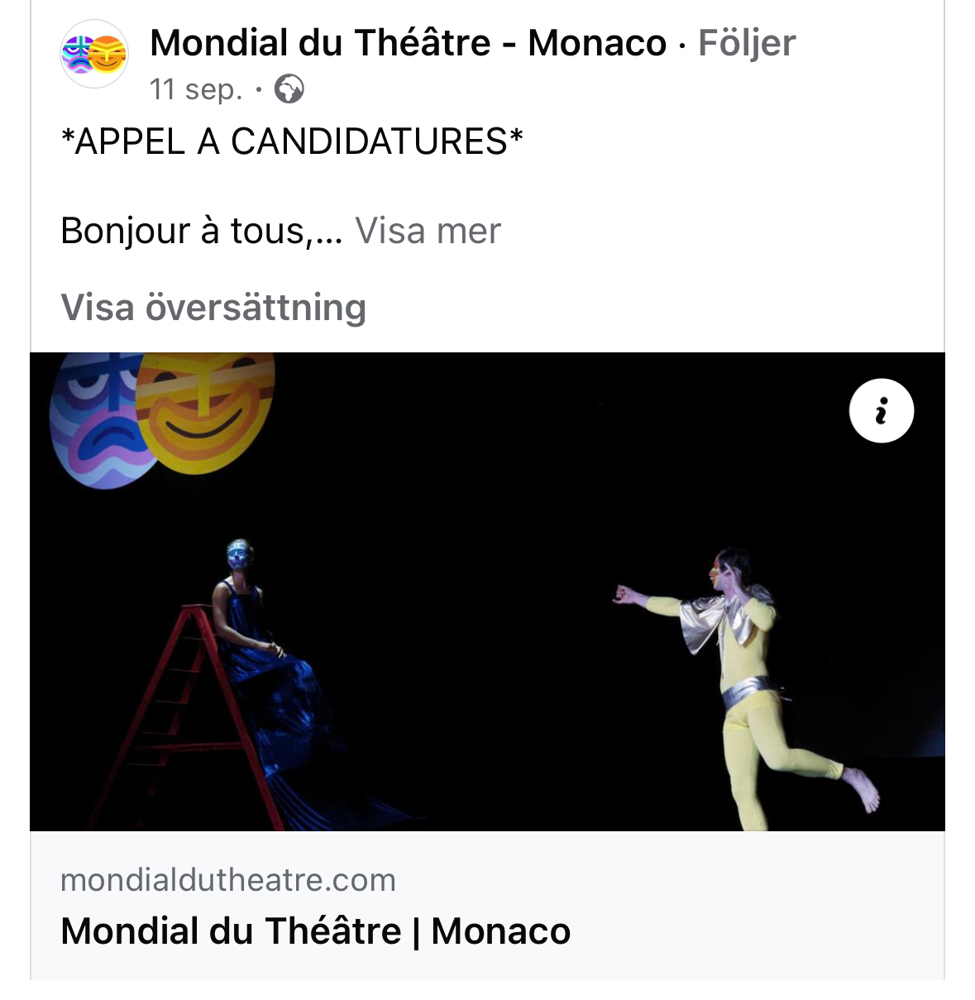 Mondial du Théâtre - Monaco · Följer
11 sep. ·
*APPEL A CANDIDATURES*
Bonjour à tous,... Visa mer
Visa översättning
i
mondialdutheatre.com
Mondial du Théâtre | Monaco